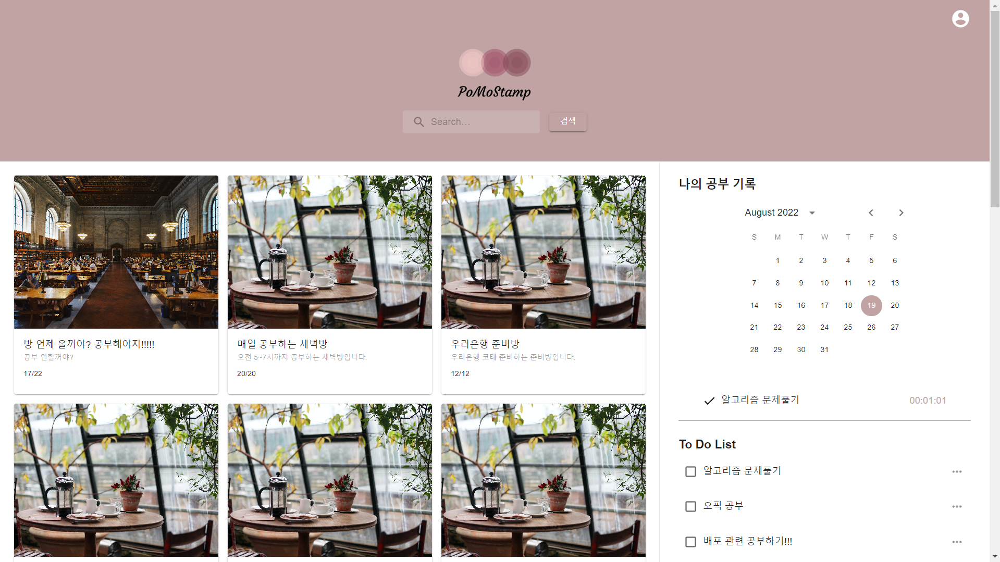 PoMoStamp
Search…
검색
방 언제 올꺼야? 공부해야지!!!!!
공부 안할꺼야?
17/22
매일 공부하는 새벽방
오전 5~7시까지 공부하는 새벽방입니다.
20/20
우리은행 준비방
우리은행 코테 준비하는 준비방입니다.
12/12
나의 공부 기록
August 2022
S M T W T F S
1 2 3 4 5 6
7 8 9 10 11 12 13
14 15 16 17 18 19 20
21 22 23 24 25 26 27
28 29 30 31
알고리즘 문제풀기 00:01:01
To Do List
알고리즘 문제풀기
오픽 공부
배포 관련 공부하기!!!